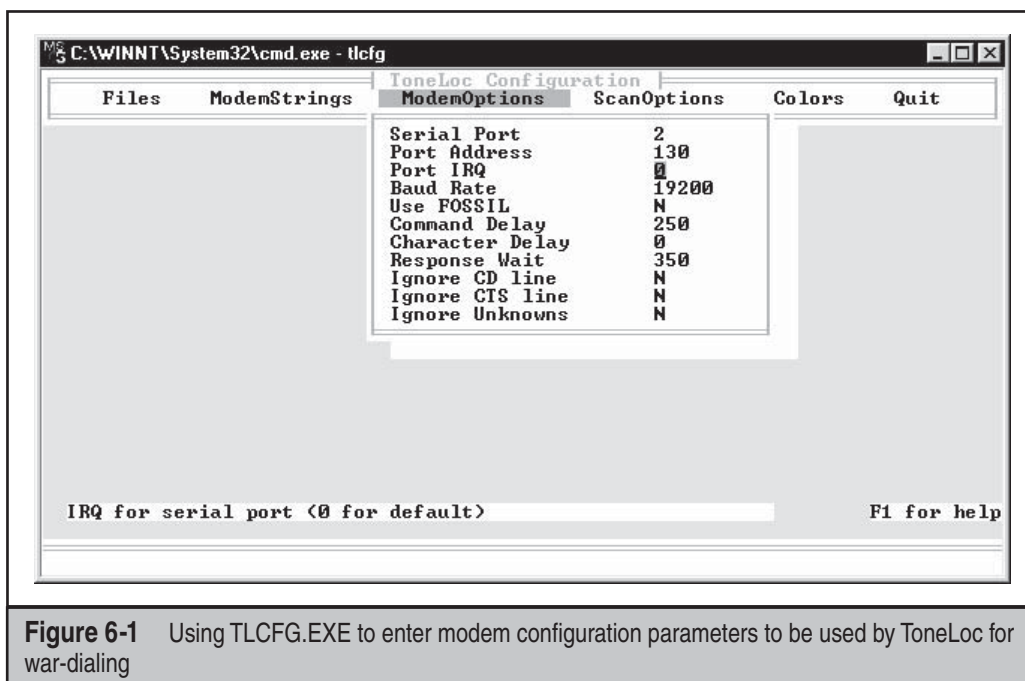 C:\WINNT\System32\cmd.exe - tlcfg
ToneLoc Configuration
Files ModemStrings ModemOptions ScanOptions Colors Quit
Serial Port 2
Port Address 130
Port IRQ 0
Baud Rate 19200
Use FOSSIL N
Command Delay 250
Character Delay 0
Response Wait 350
Ignore CD line N
Ignore CTS line N
Ignore Unknowns N
IRQ for serial port (0 for default) F1 for help
Figure 6-1 Using TLCFG.EXE to enter modem configuration parameters to be used by ToneLoc for
war-dialing